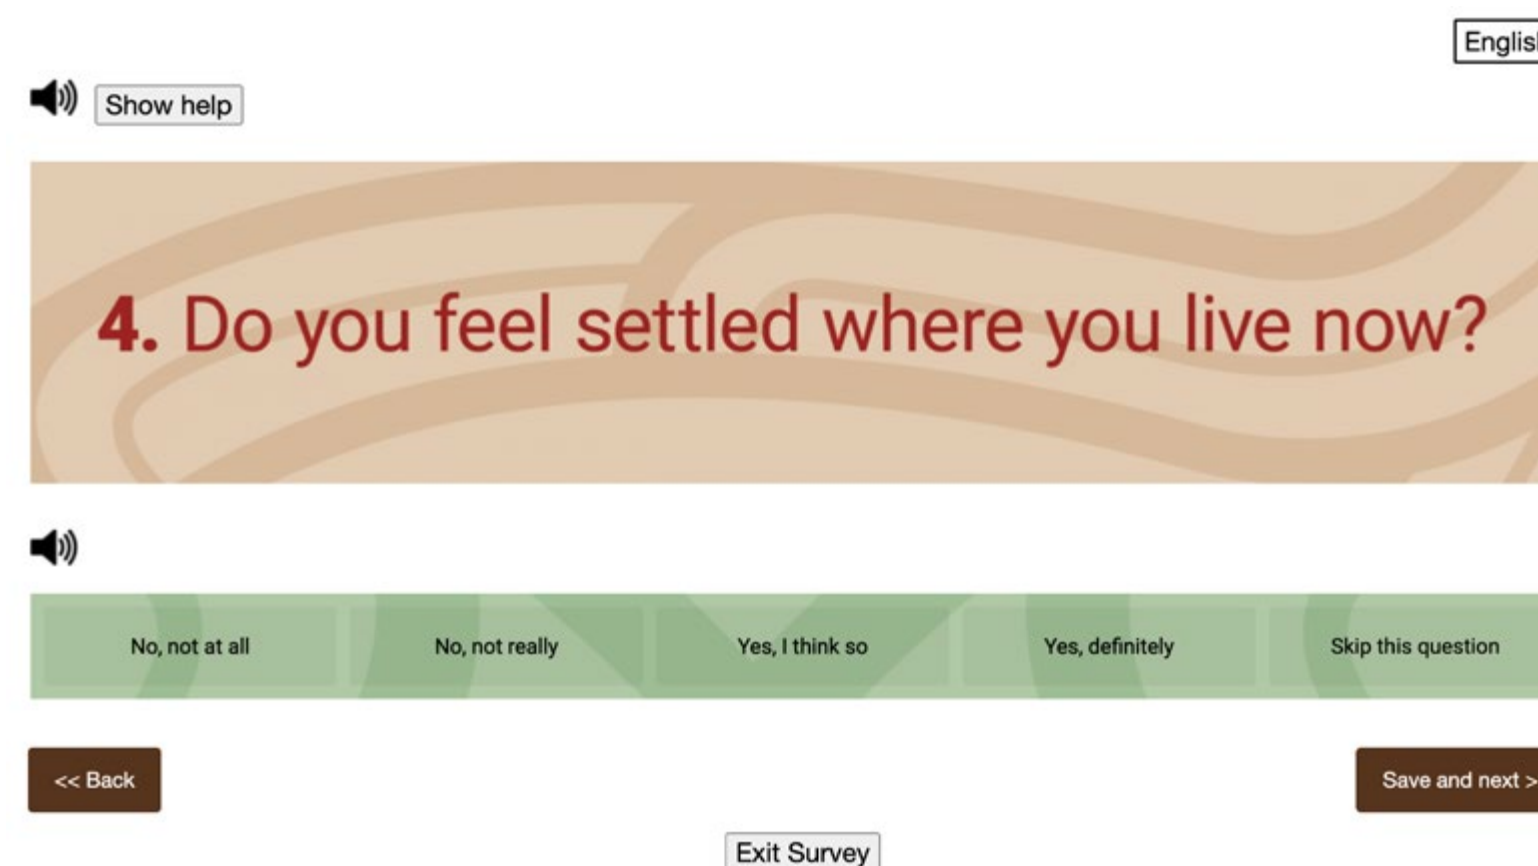 English
Show help
4. Do you feel settled where you live now?
No, not at all
No, not really
Yes, I think so
Yes, definitely
Skip this question
<< Back
Save and next >
Exit Survey